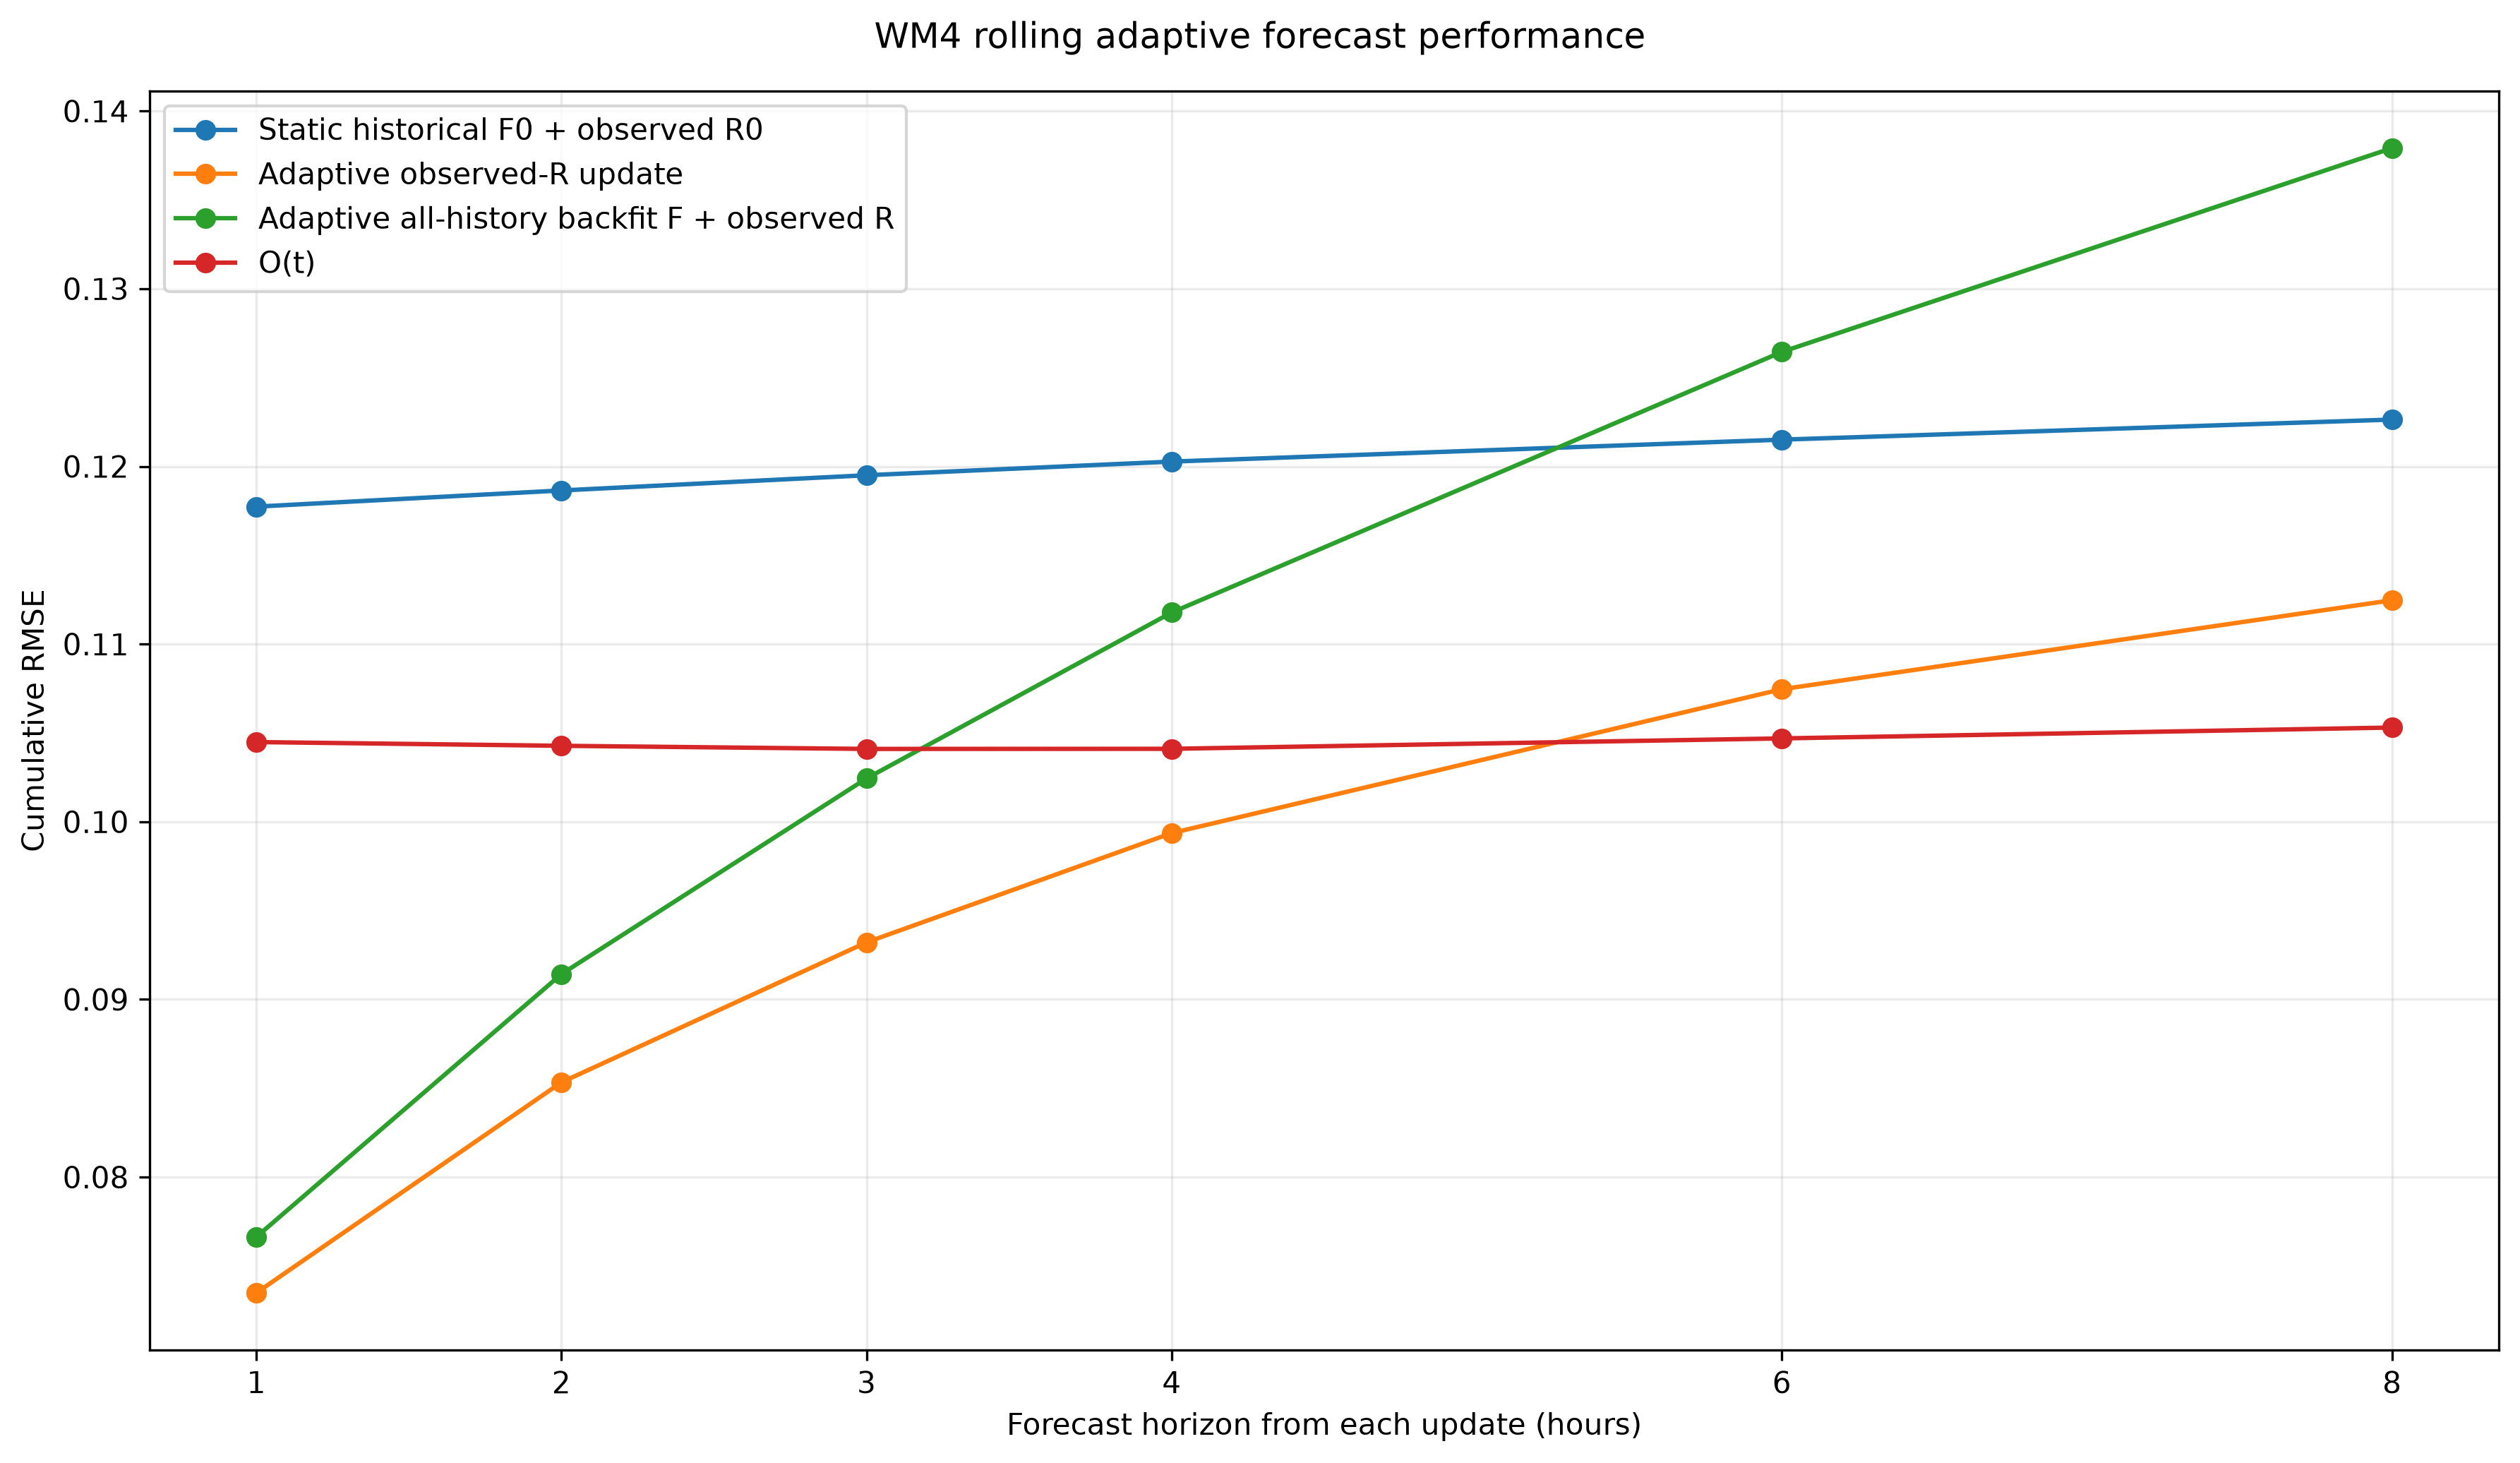 WM4 rolling adaptive forecast performance
Static historical F0 + observed R0
Adaptive observed-R update
Adaptive all-history backfit F + observed R
O(t)
0.14
0.13
0.12
0.11
0.10
0.09
0.08
Cumulative RMSE
1 2 3 4 6 8
Forecast horizon from each update (hours)